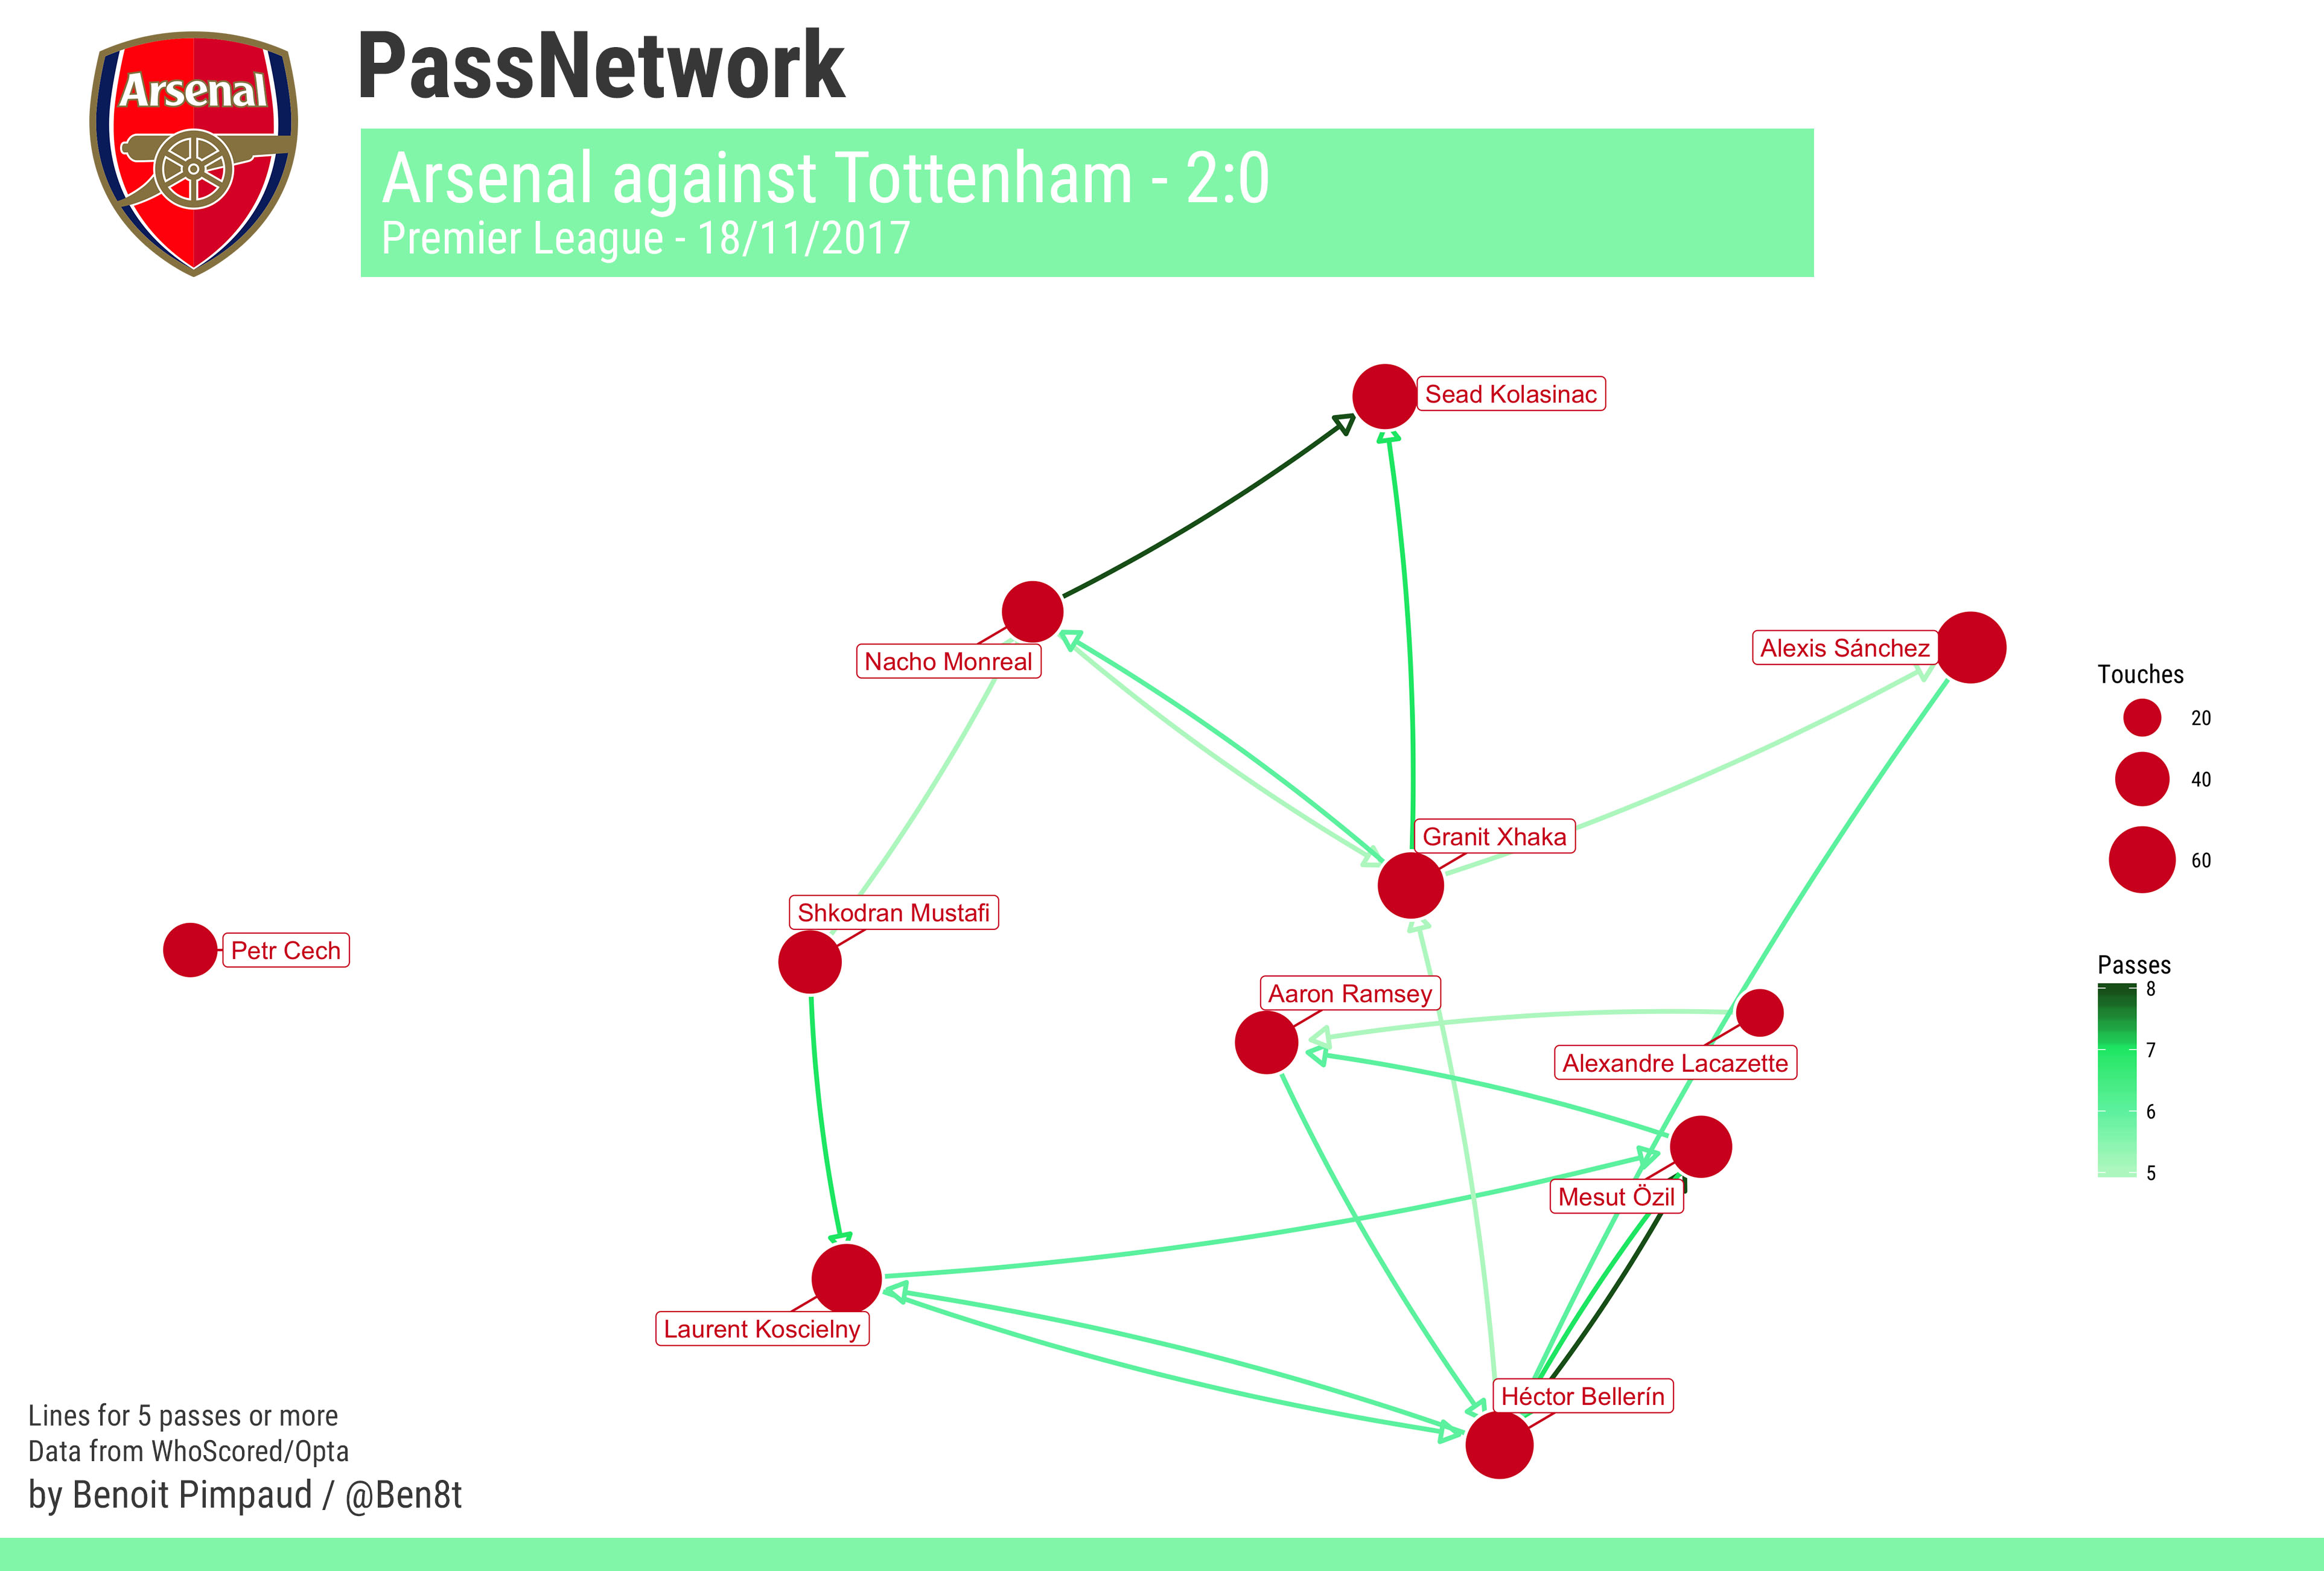 Arsenal
PassNetwork
Arsenal against Tottenham - 2:0
Premier League - 18/11/2017
Sead Kolasinac
Nacho Monreal
Alexis Sánchez
Granit Xhaka
Shkodran Mustafi
Petr Cech
Aaron Ramsey
Alexandre Lacazette
Mesut Özil
Laurent Koscielny
Héctor Bellerín
Touches
20
40
60
Passes
8
7
6
5
Lines for 5 passes or more
Data from WhoScored/Opta
by Benoit Pimpaud / @Ben8t